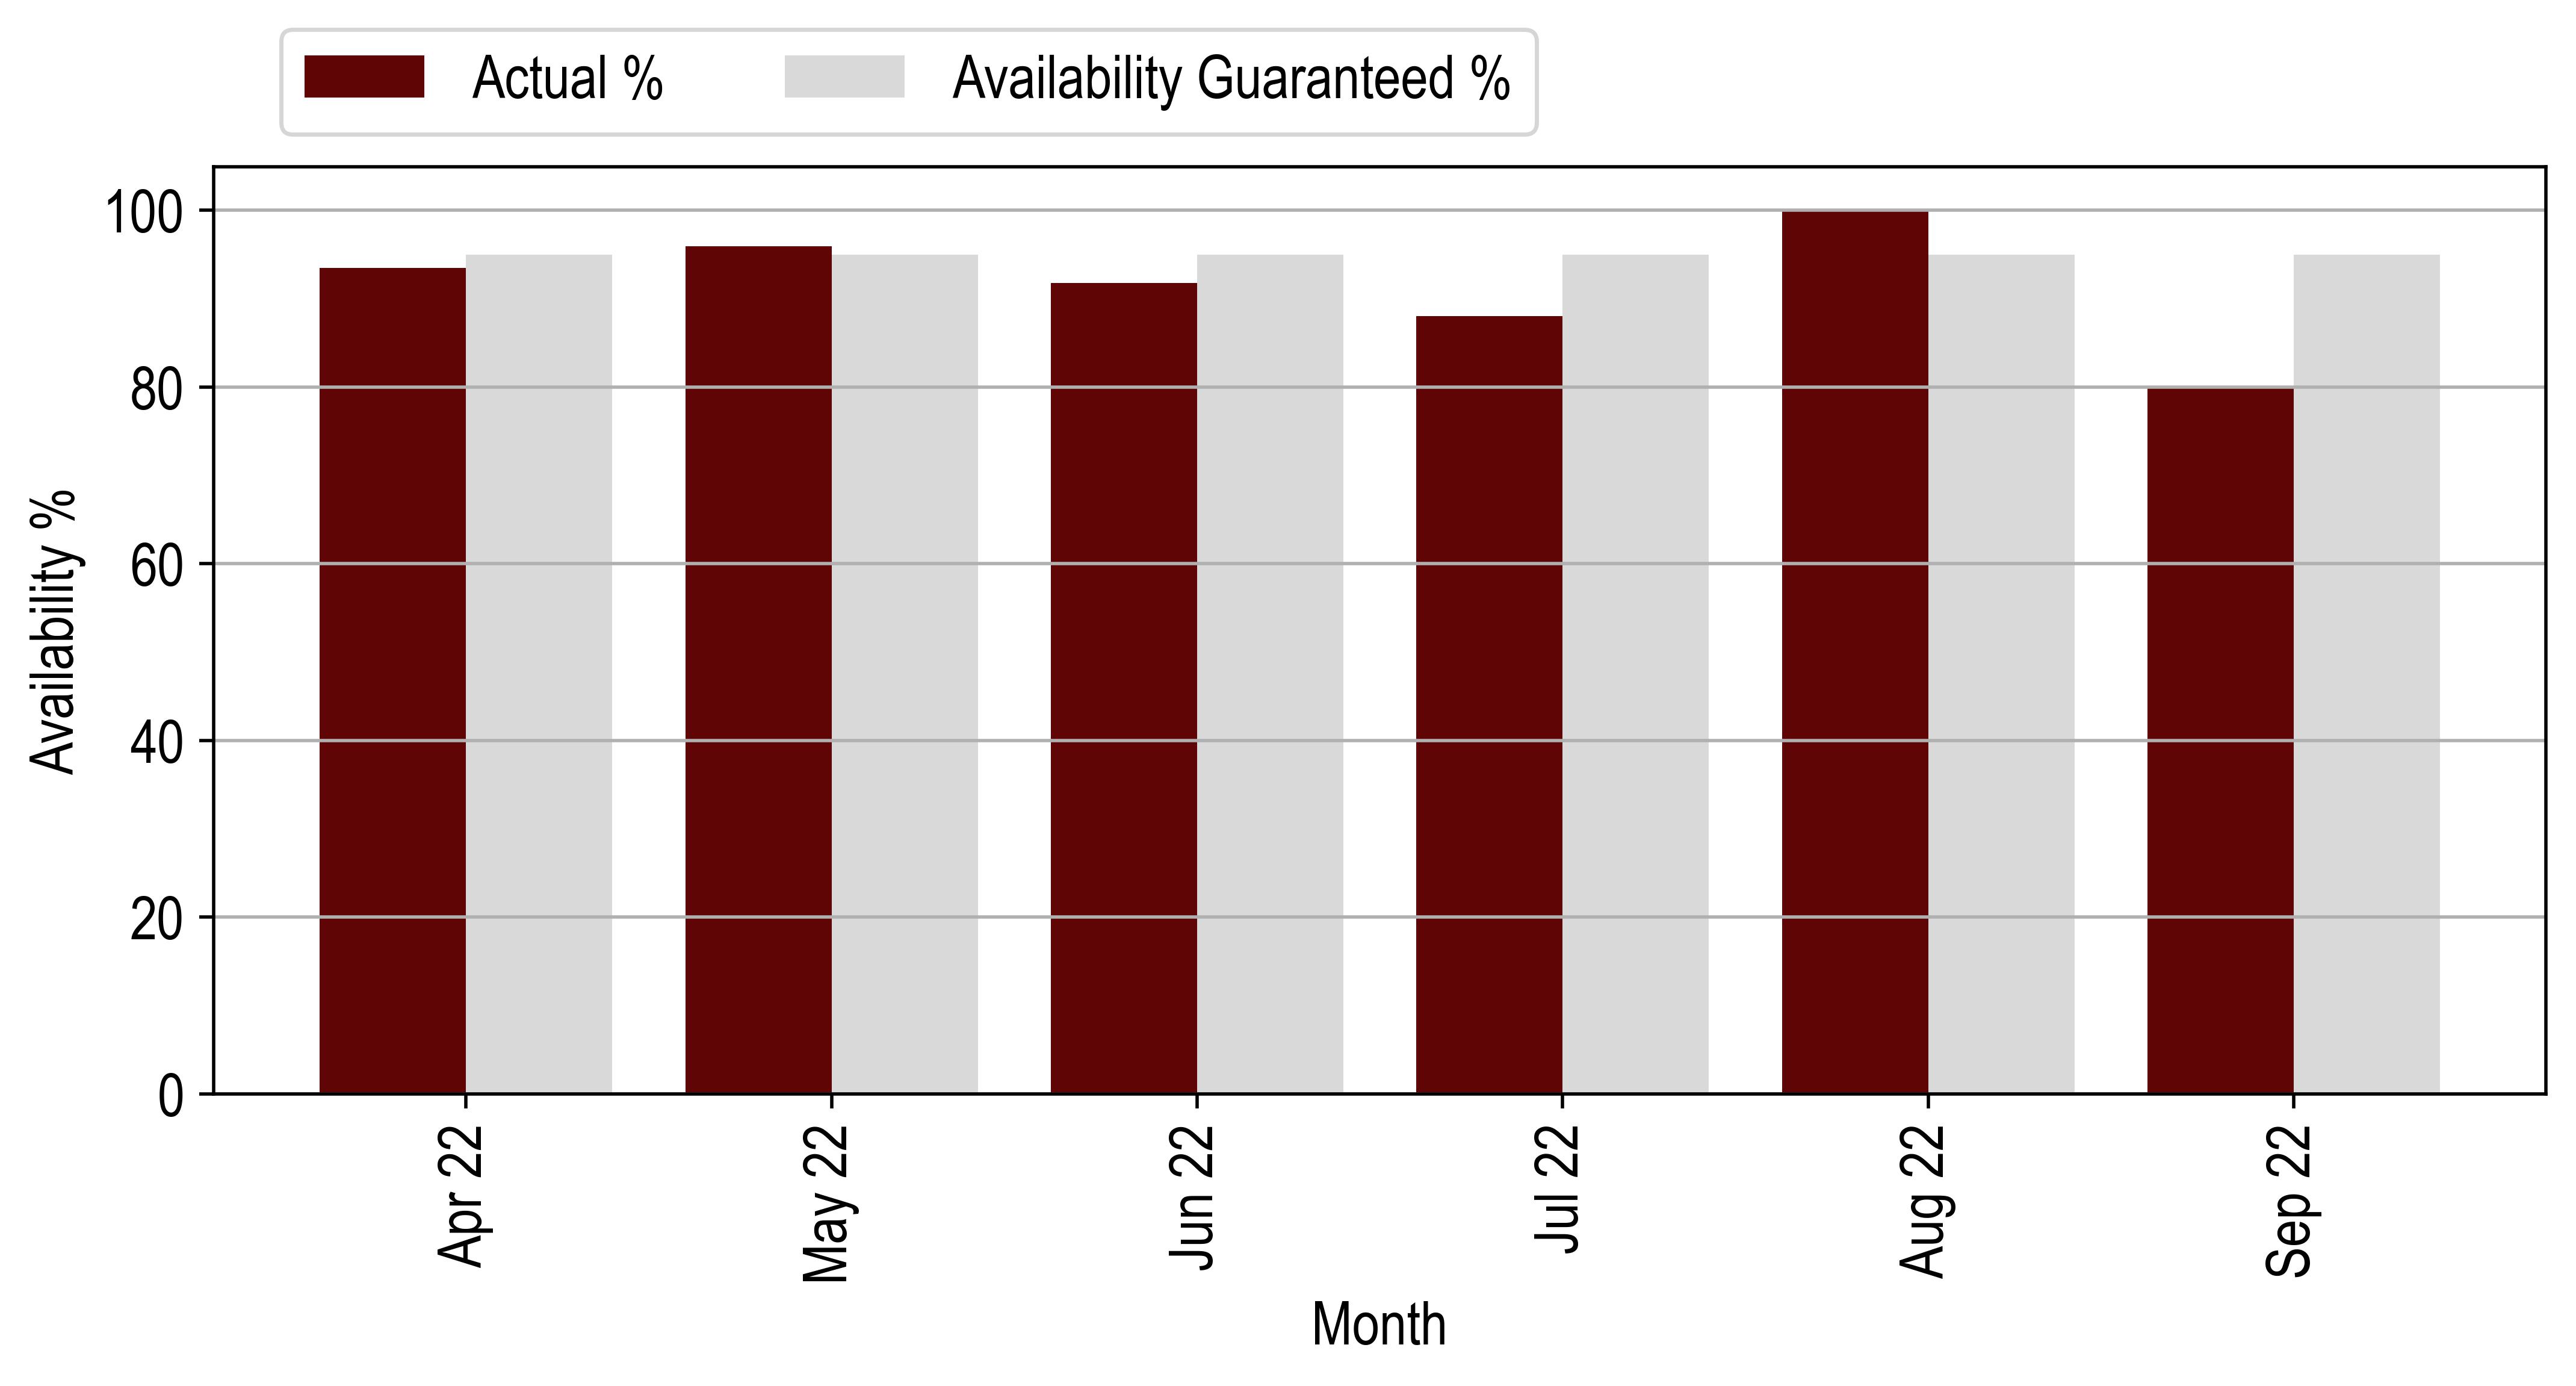 Actual %
Availability Guaranteed %
100
80
60
40
20
0
Availability %
Apr 22
May 22
Jun 22
Jul 22
Aug 22
Sep 22
Month